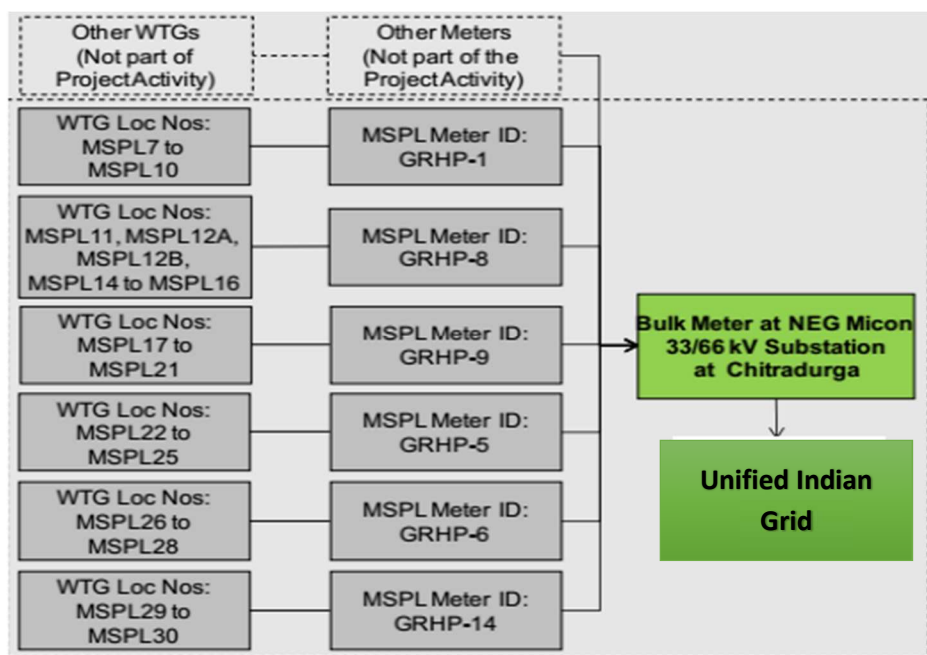 Other WTGs
(Not part of
Project Activity)
Other Meters
(Not part of the
Project Activity)
WTG Loc Nos:
MSPL7 to
MSPL10
MSPL Meter ID:
GRHP-1
WTG Loc Nos:
MSPL11, MSPL12A,
MSPL12B,
MSPL14 to MSPL16
MSPL Meter ID:
GRHP-8
WTG Loc Nos:
MSPL17 to
MSPL21
MSPL Meter ID:
GRHP-9
Bulk Meter at NEG Micon
33/66 kV Substation
at Chitradurga
WTG Loc Nos:
MSPL22 to
MSPL25
MSPL Meter ID:
GRHP-5
Unified Indian
Grid
WTG Loc Nos:
MSPL26 to
MSPL28
MSPL Meter ID:
GRHP-6
WTG Loc Nos:
MSPL29 to
MSPL30
MSPL Meter ID:
GRHP-14